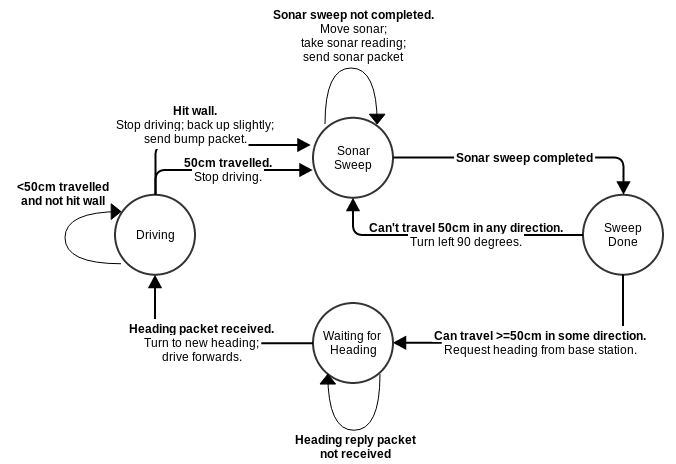 Sonar sweep not completed.
Move sonar;
take sonar reading;
send sonar packet
Hit wall.
Stop driving; back up slightly;
send bump packet.
50cm travelled.
Stop driving.
Sonar
Sweep
Sonar sweep completed
<50cm travelled
and not hit wall
Driving
Can't travel 50cm in any direction.
Turn left 90 degrees.
Sweep
Done
Heading packet received.
Turn to new heading;
drive forwards.
Waiting for
Heading
Can travel >=50cm in some direction.
Request heading from base station.
Heading reply packet
not received